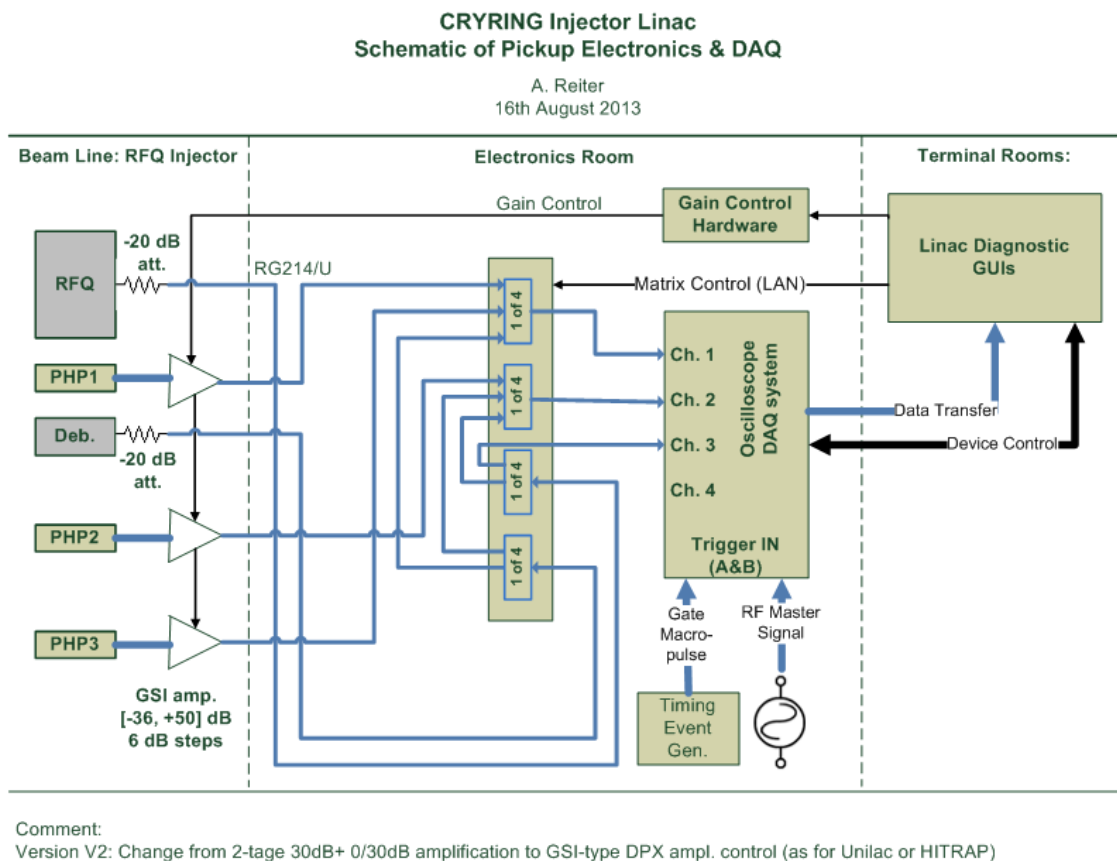 CRYRING Injector Linac
Schematic of Pickup Electronics & DAQ
A. Reiter
16th August 2013
Beam Line: RFQ Injector
Electronics Room
Terminal Rooms:
Gain Control
Gain Control
Hardware
Linac Diagnostic
GUIs
-20 dB
att.
RFQ
RG214/U
Matrix Control (LAN)
1 of 4
PHP1
Ch. 1
1 of 4
Ch. 2
Oscilloscope
DAQ system
Data Transfer
Deb.
-20 dB
att.
Ch. 3
Device Control
1 of 4
Ch. 4
PHP2
1 of 4
Trigger IN
(A&B)
Gate
Macro-
pulse
RF Master
Signal
PHP3
GSI amp.
[-36, +50] dB
6 dB steps
Timing
Event
Gen.
Comment:
Version V2: Change from 2-tage 30dB+ 0/30dB amplification to GSI-type DPX ampl. control (as for Unilac or HITRAP)